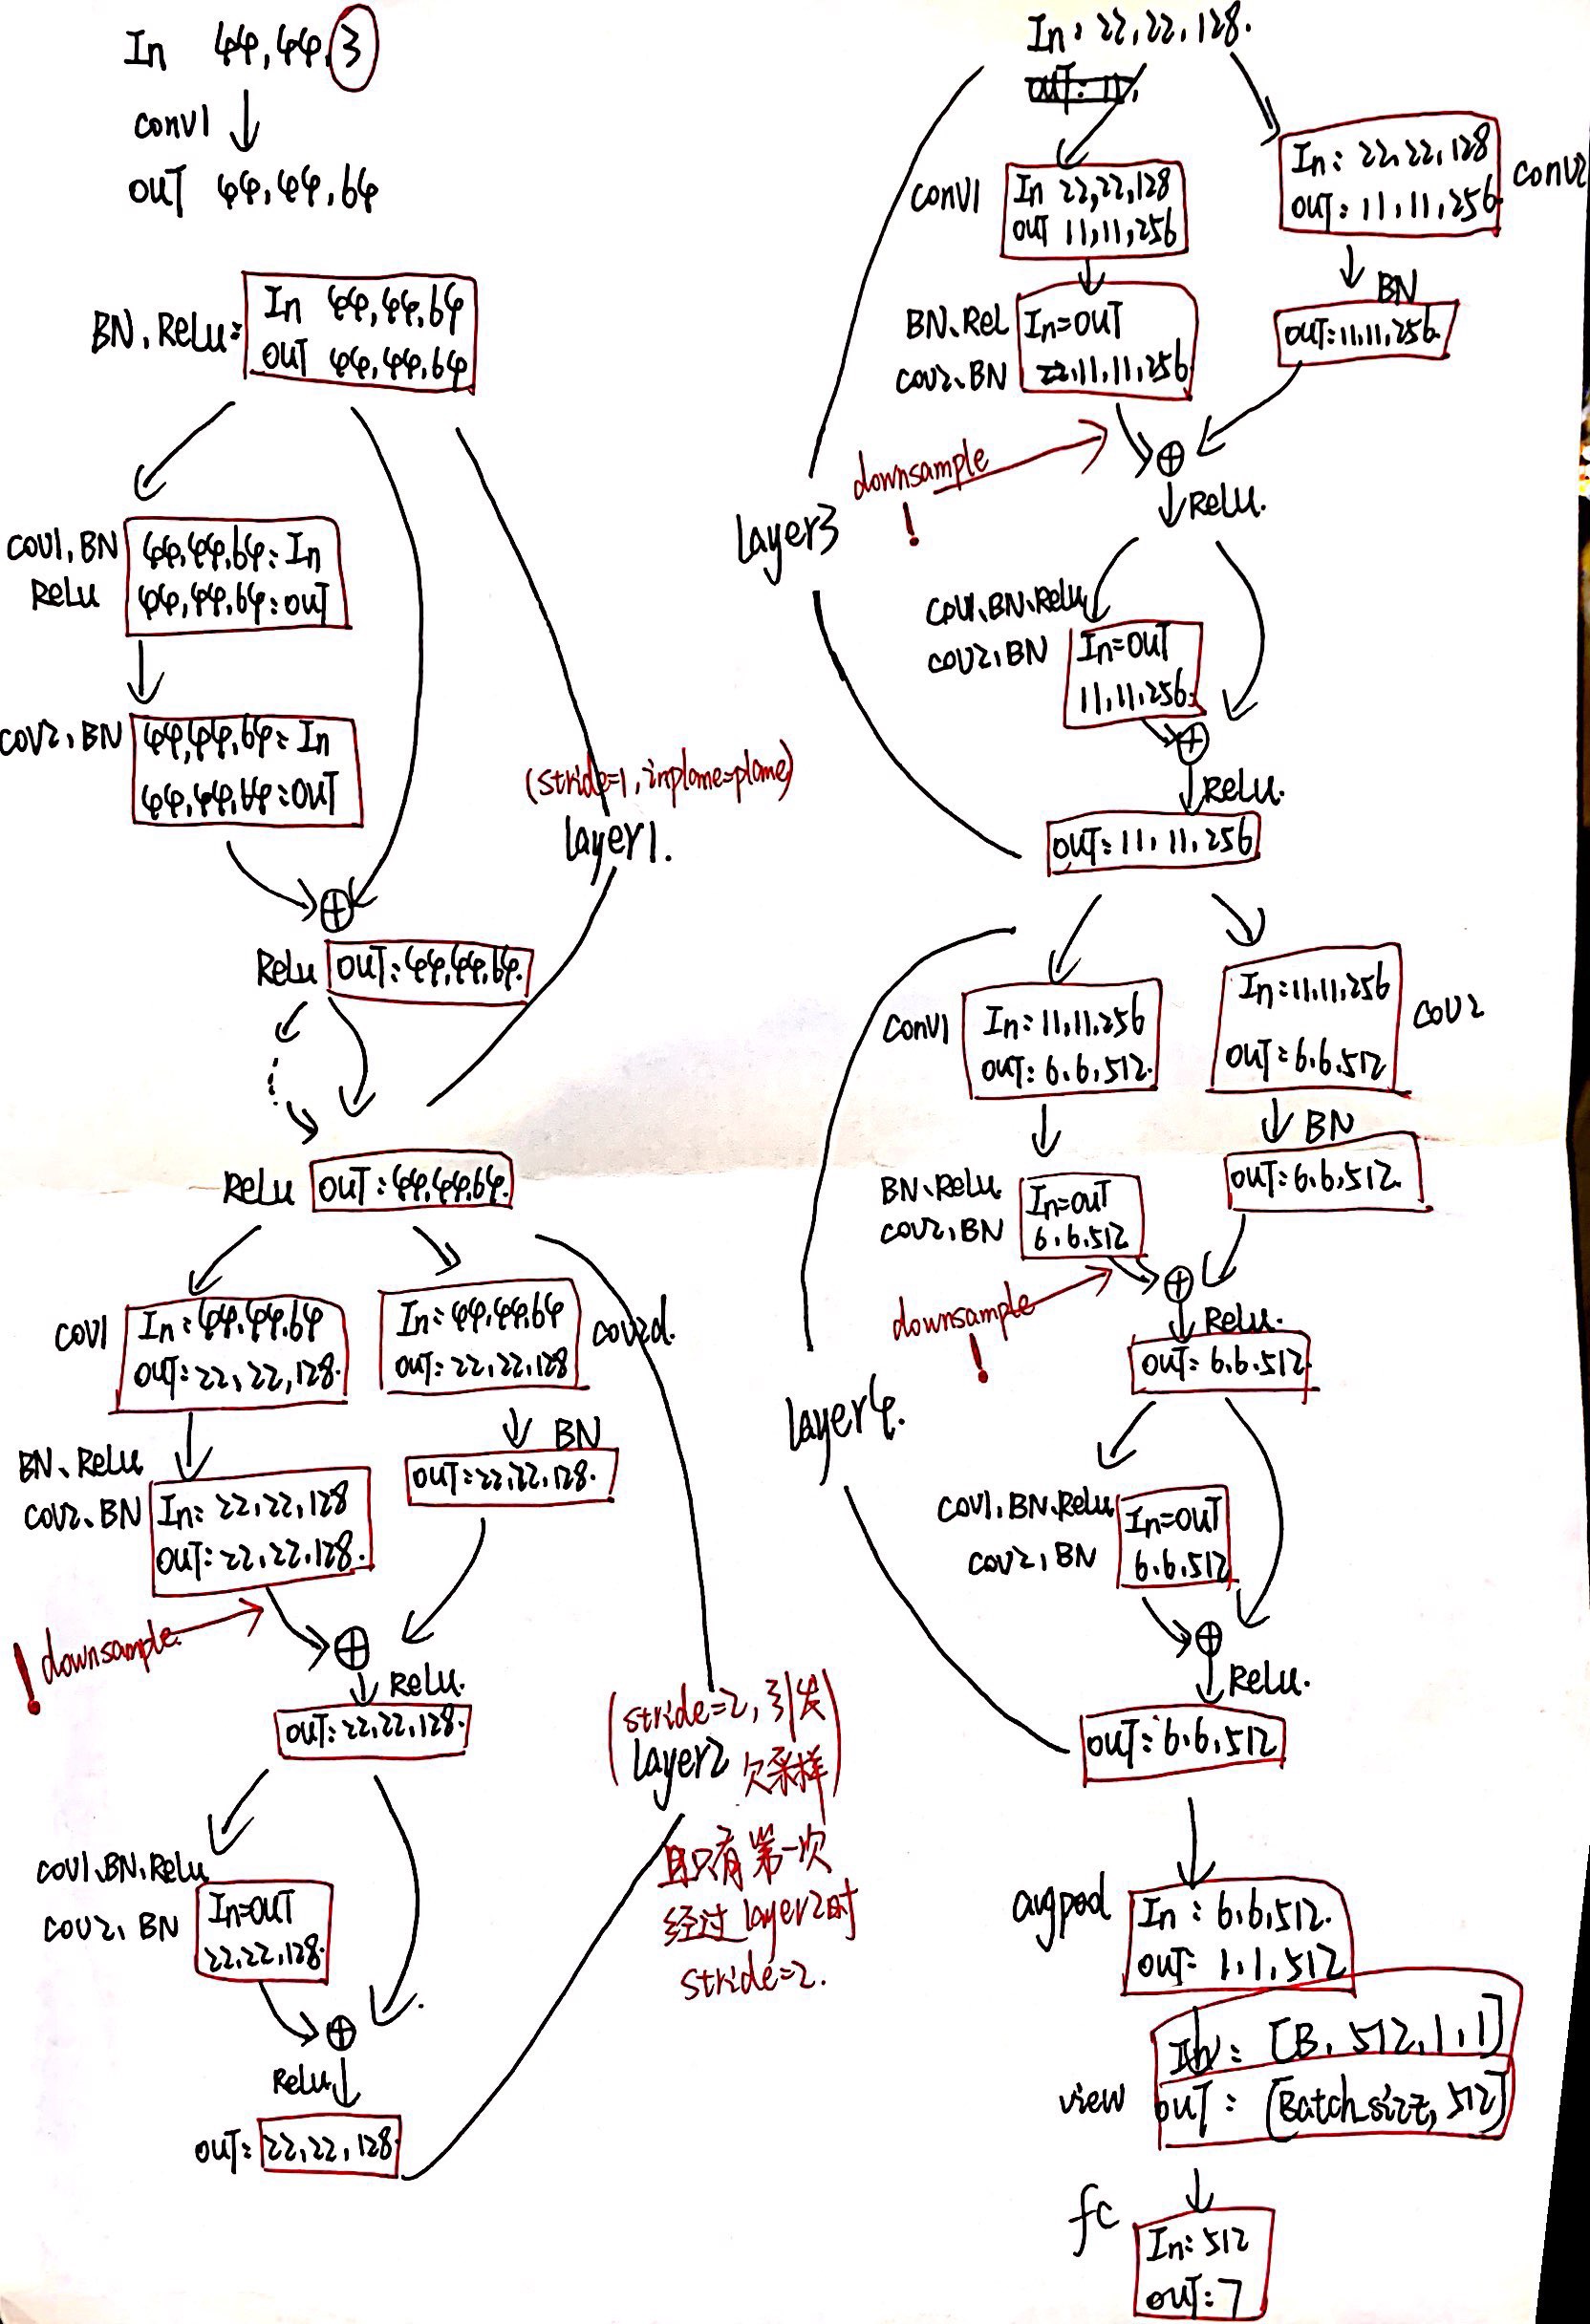 In 44,44,3
conv1
out 44,44,64
BN.Relu:
In 44,44,64
out 44,44,64
cov1,BN
Relu
44,44,64:In
44,44,64:out
cov2,BN
44,44,64:In
44,44,64:out
(stride=1,inplame=plame)
layer1.
Relu
out:44,44,64.
Relu
out:44,44,64.
cov1
In:44,44,64
out:22,22,128.
In:44,44,64
out:22,22,128
cov2d.
BN、Relu
cov2、BN
In:22,22,128
out:22,22,128.
BN
out:22,22,128.
! downsample.
Relu.
out:22,22,128.
(stride=2,引发
layer2 欠采样)
且只有第一次
经过layer2时
stride=2.
cov1.BN.Relu
cov2,BN
In=out
22,22,128.
Relu
out: 22,22,128
In:22,22,128.
conv1
In 22,22,128
out 11,11,256
In:22,22,128
out:11,11,256.
conv2
BN.Rel
cov2、BN
In=out
11,11,256
BN
out:11,11,256.
downsample
!
Relu.
layer3
cov1.BN.Relu
cov2,BN
In=out
11,11,256.
Relu.
out:11,11,256
conv1
In:11,11,256
out:6,6,512.
In:11,11,256
out:6,6,512
cov2
BN、Relu
cov2,BN
In=out
6,6,512
BN
out:6,6,512.
downsample
!
Relu.
out:6,6,512.
layer4.
cov1.BN.Relu
cov2,BN
In=out
6,6,512
Relu.
out:6,6,512
avgpool
In:6,6,512.
out:1,1,512
view
In:[B,512,1,1]
out:[Batch_size,512]
fc
In:512
out:7